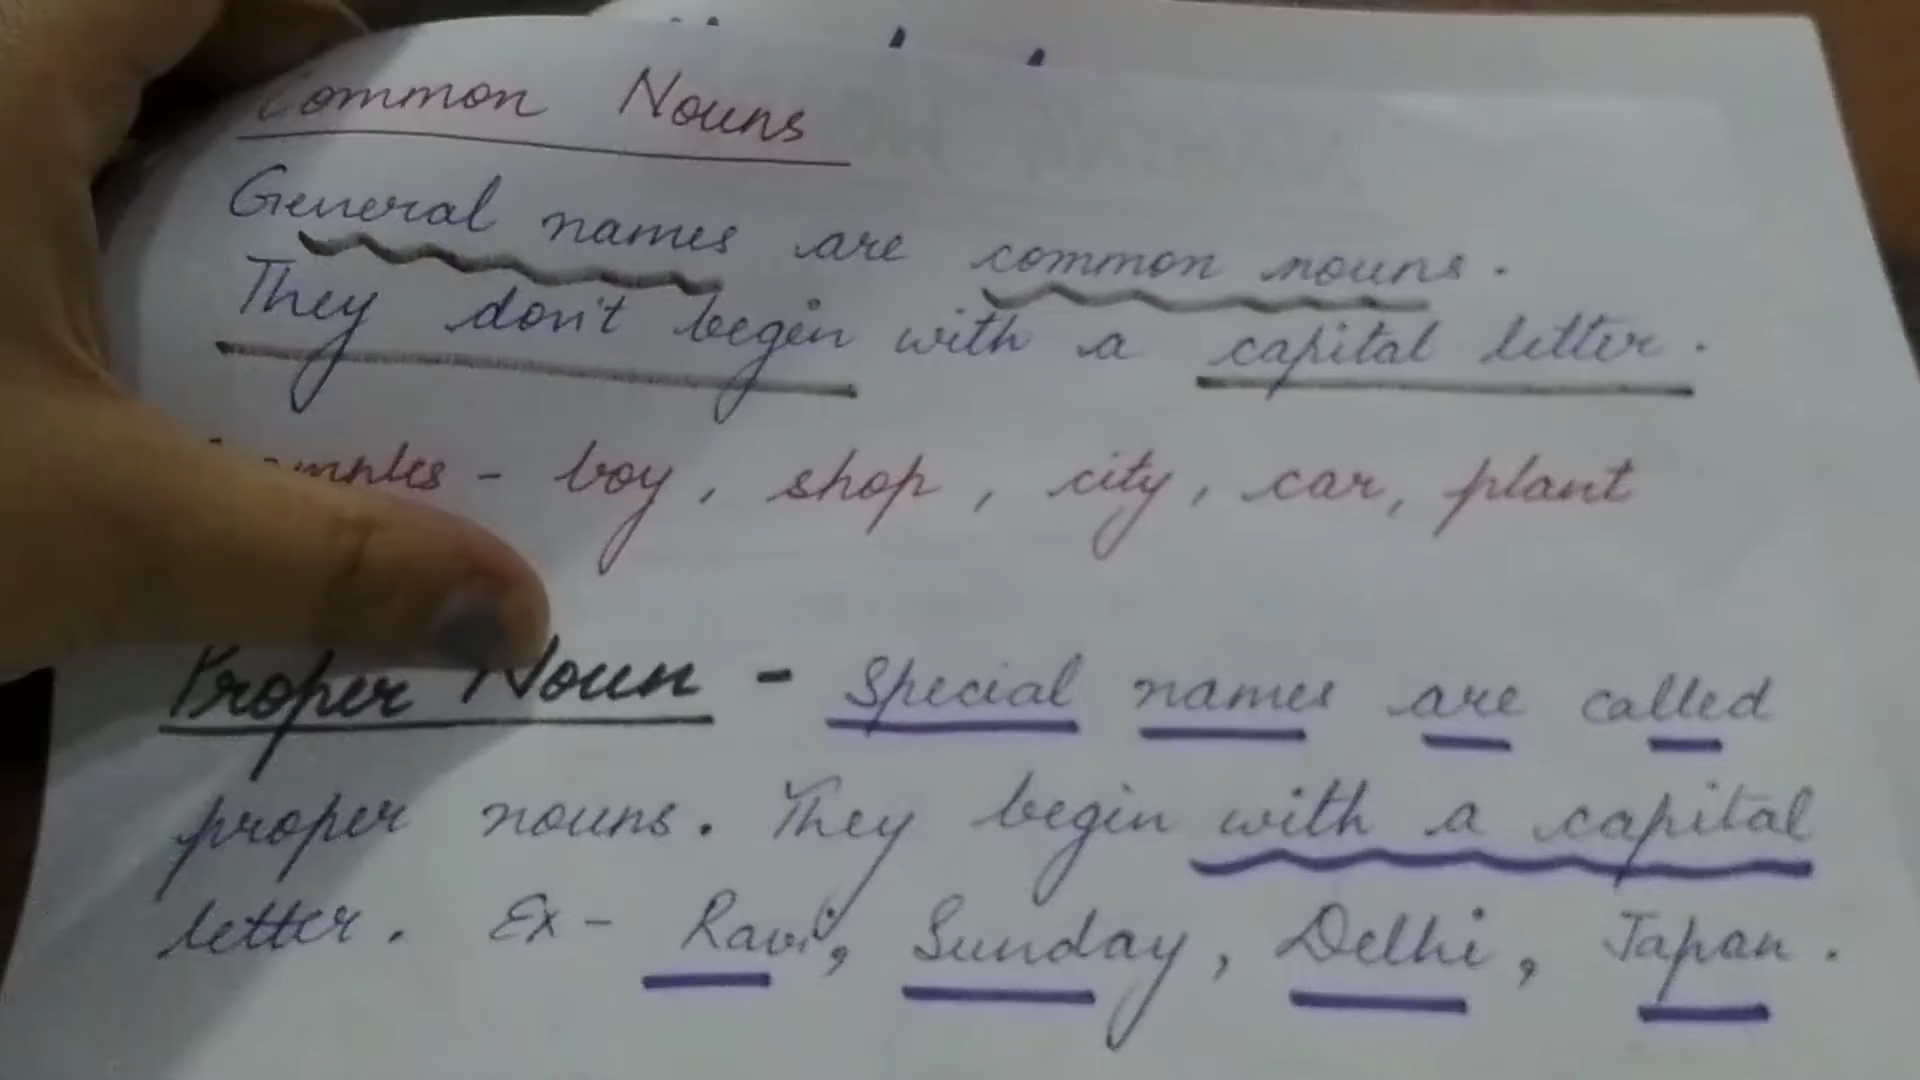 Common Nouns
General names are common nouns.
They don't begin with a capital letter.
Examples - boy, shop, city, car, plant
Proper Noun - Special names are called
proper nouns. They begin with a capital
letter. Ex - Ravi, Sunday, Delhi, Japan.